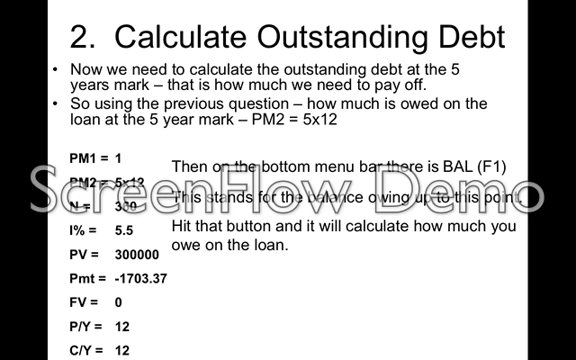 2. Calculate Outstanding Debt
• Now we need to calculate the outstanding debt at the 5
years mark – that is how much we need to pay off.
• So using the previous question – how much is owed on the
loan at the 5 year mark – PM2 = 5x12
PM1 = 1
PM2 = 5x12
N =
I% = 5.5
PV = 300000
Pmt = -1703.37
FV = 0
P/Y = 12
C/Y = 12
Then on the bottom menu bar there is BAL (F1)
This stands for the balance owing up to this point.
Hit that button and it will calculate how much you
owe on the loan.
ScreenFlow Demo